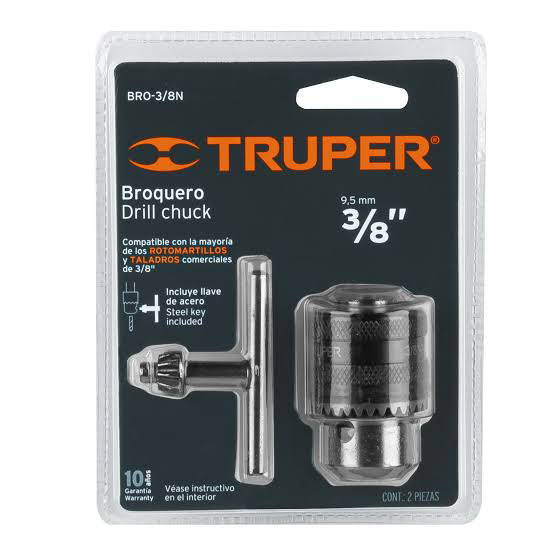 BRO-3/8N
TRUPER®
Broquero
Drill chuck
9,5 mm
3/8"
Compatible con la mayoría
de los ROTOMARTILLOS
y TALADROS comerciales
de 3/8"
Incluye llave
de acero
Steel key
included
TRUPER
10 años
Garantía
Warranty
Véase instructivo
en el interior
CONT.: 2 PIEZAS